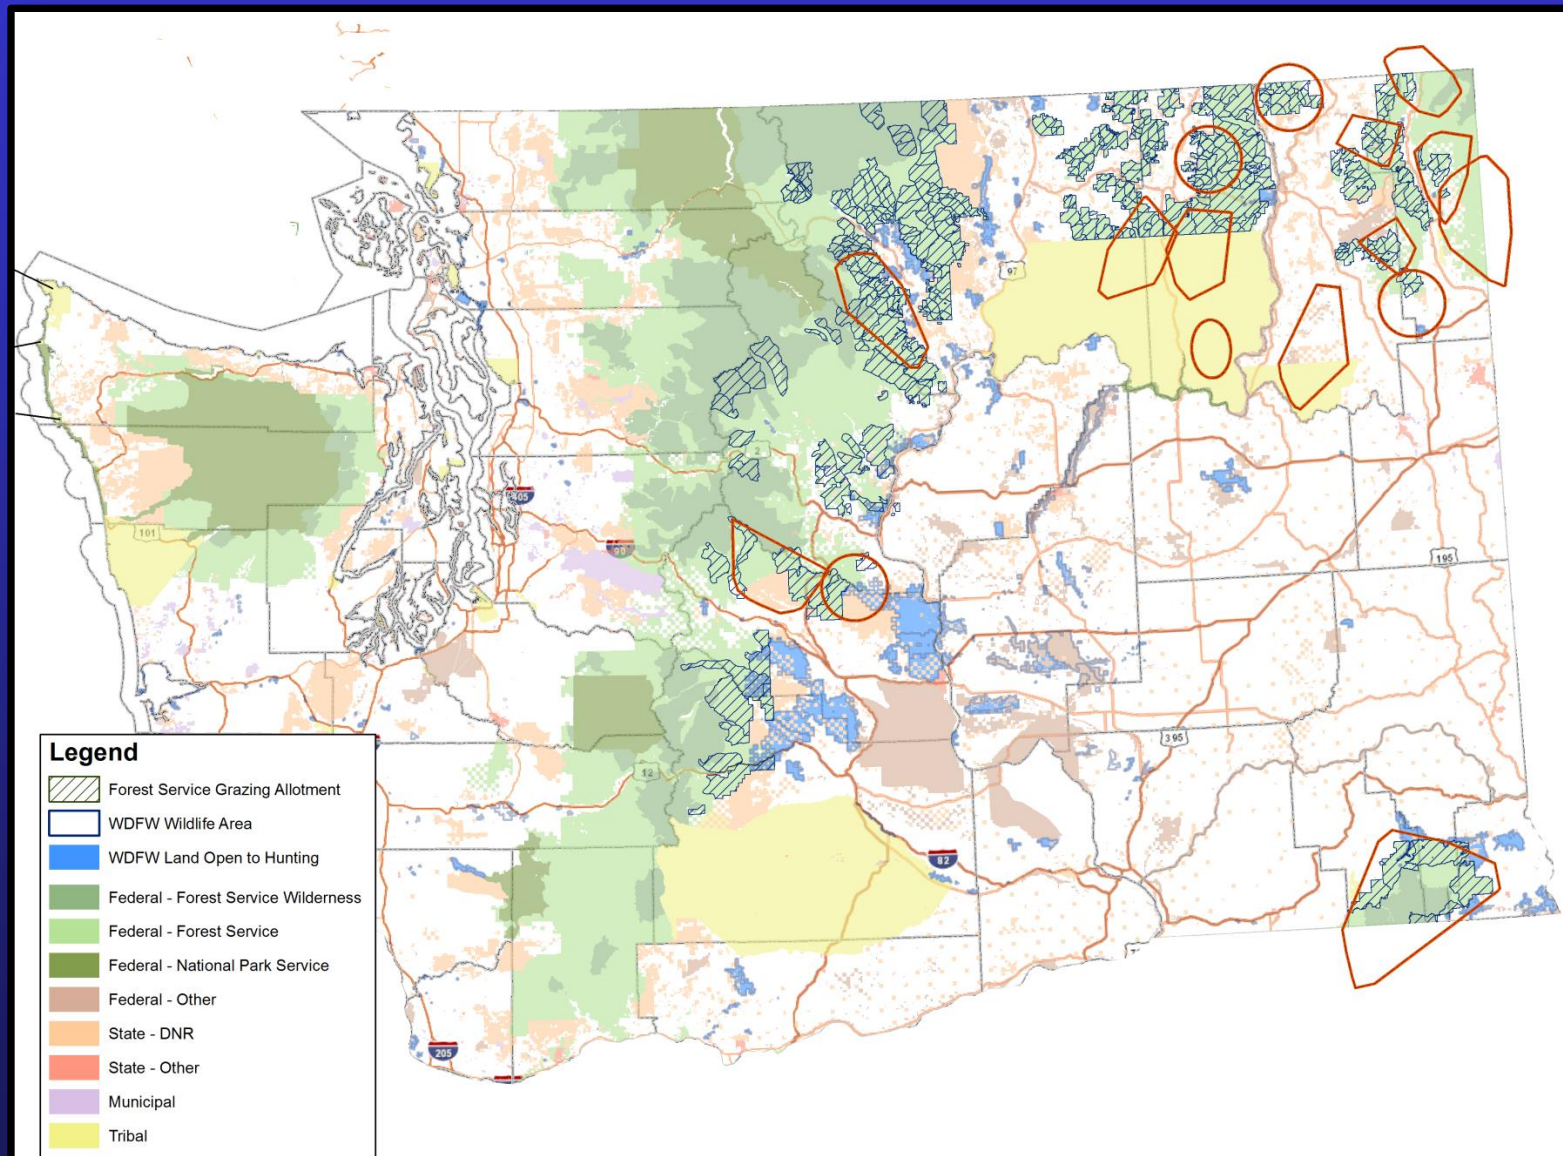 97
2
405
101
90
195
395
12
82
205
Legend
Forest Service Grazing Allotment
WDFW Wildlife Area
WDFW Land Open to Hunting
Federal - Forest Service Wilderness
Federal - Forest Service
Federal - National Park Service
Federal - Other
State - DNR
State - Other
Municipal
Tribal